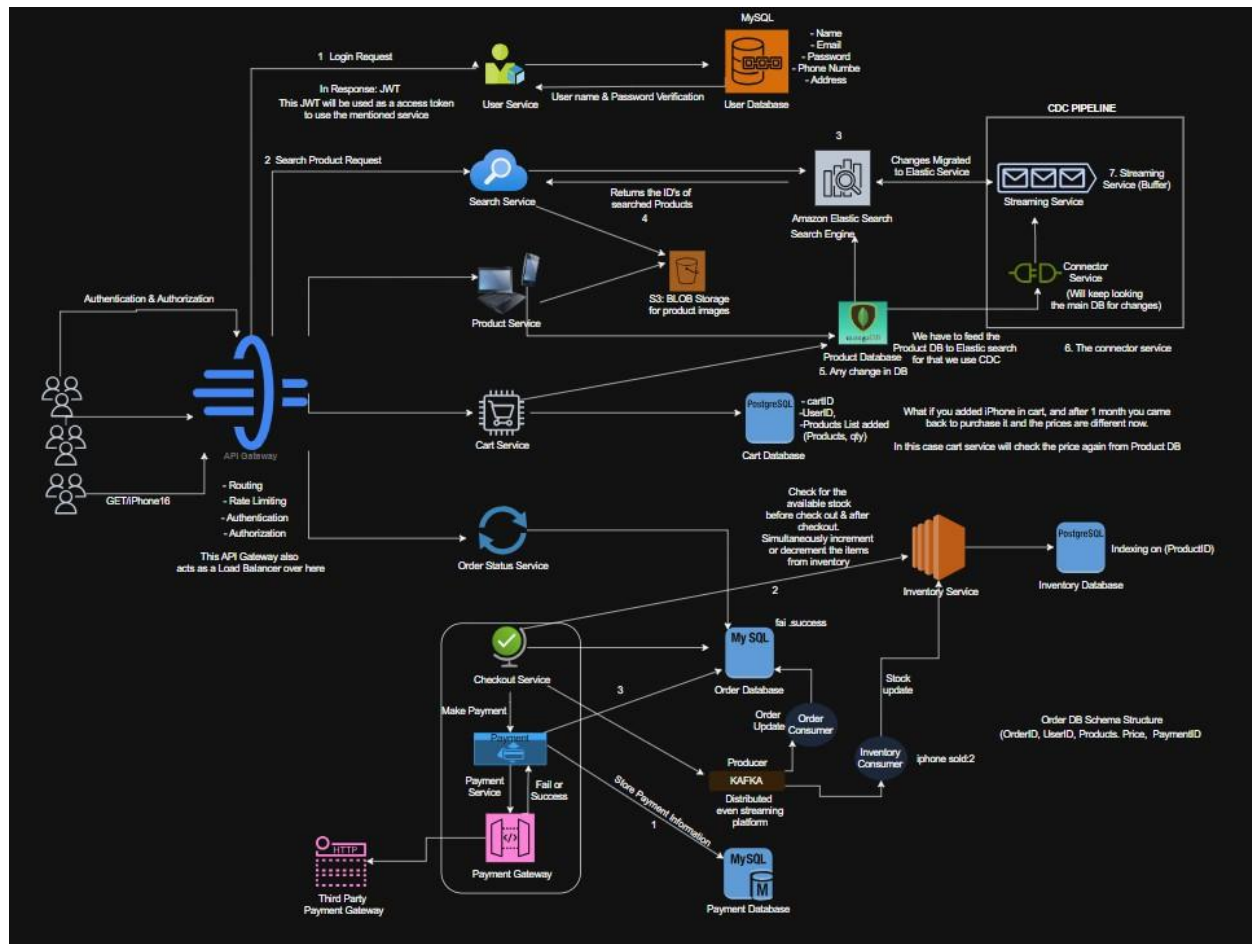 MySQL
- Name
- Email
- Password
- Phone Numbe
- Address
1 Login Request
In Response: JWT
This JWT will be used as a access token
to use the mentioned service
User Service
User name & Password Verification
User Database
CDC PIPELINE
2 Search Product Request
Search Service
Returns the ID's of
searched Products
4
3
Amazon Elastic Search
Search Engine
Changes Migrated
to Elastic Service
Streaming Service
7. Streaming
Service (Buffer)
Connector
Service
(Will keep looking
the main DB for changes)
6. The connector service
Authentication & Authorization
Product Service
S3: BLOB Storage
for product images
mongoDB
Product Database
5. Any change in DB
We have to feed the
Product DB to Elastic search
for that we use CDC
API Gateway
GET/iPhone16
- Routing
- Rate Limiting
- Authentication
- Authorization
This API Gateway also
acts as a Load Balancer over here
Cart Service
PostgreSQL
Cart Database
- cartID
-UserID,
-Products List added
(Products, qty)
What if you added iPhone in cart, and after 1 month you came
back to purchase it and the prices are different now.
In this case cart service will check the price again from Product DB
Order Status Service
Check for the
available stock
before check out & after
checkout.
Simultaneously increment
or decrement the items
from inventory
2
Inventory Service
PostgreSQL
Inventory Database
Indexing on (ProductID)
Checkout Service
fai .success
My SQL
Order Database
3
Make Payment
Payment
Payment
Service
Fail or
Success
Payment Gateway
HTTP
Third Party
Payment Gateway
Order
Update
Order
Consumer
Producer
KAFKA
Distributed
even streaming
platform
Stock
update
Inventory
Consumer
iphone sold:2
Order DB Schema Structure
(OrderID, UserID, Products. Price, PaymentID
Store Payment Information
1
MySQL
M
Payment Database